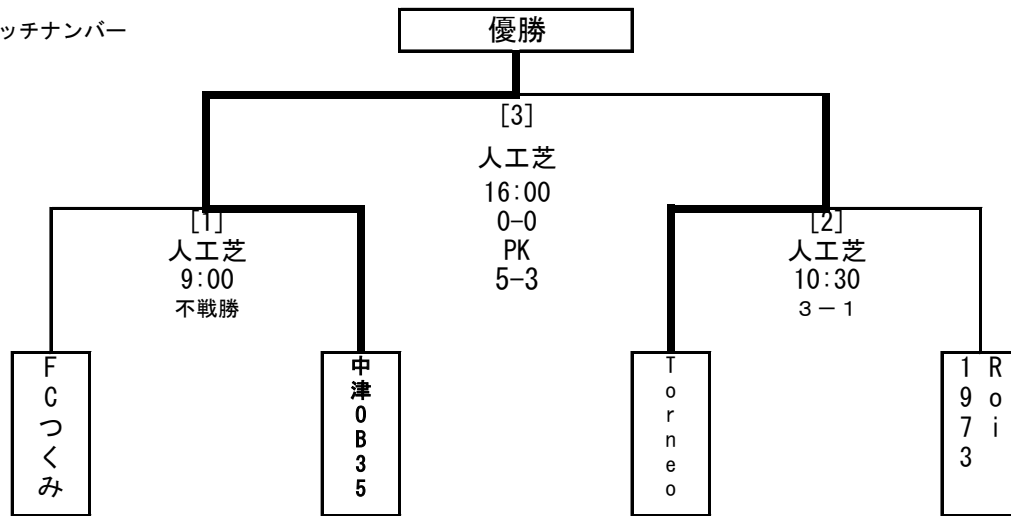 ッチナンバー
優勝
[3]
人工芝
16:00
0-0
PK
5-3
[1]
人工芝
9:00
不戦勝
[2]
人工芝
10:30
3－1
FCつくみ
中津OB35
Torneo
Roi
1973